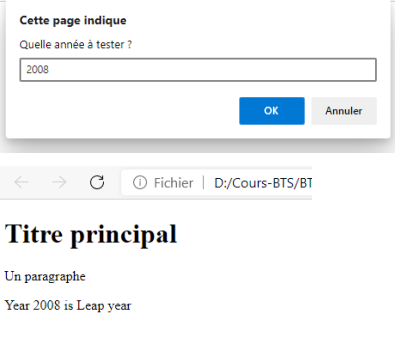 Cette page indique
Quelle année à tester ?
2008
OK Annuler
Fichier | D:/Cours-BTS/BT
Titre principal
Un paragraphe
Year 2008 is Leap year